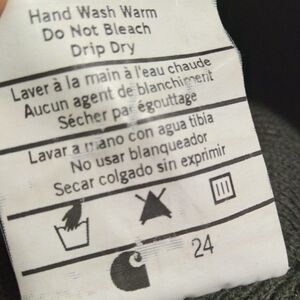 Hand Wash Warm
Do Not Bleach
Drip Dry
Laver à la main à l'eau chaude
Aucun agent de blanchiment
Sécher par égouttage
Lavar a mano con agua tibia
No usar blanqueador
Secar colgado sin exprimir
24